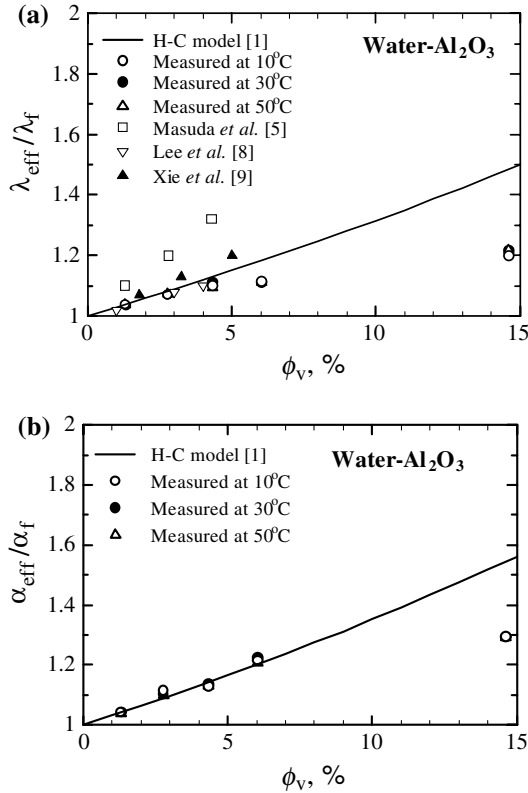 (a)
H-C model [1]
Water-Al₂O₃
Measured at 10°C
Measured at 30°C
Measured at 50°C
Masuda et al. [5]
Lee et al. [8]
Xie et al. [9]
λeff/λf
2
1.8
1.6
1.4
1.2
1
0
5
10
15
ϕv, %
(b)
H-C model [1]
Water-Al₂O₃
Measured at 10°C
Measured at 30°C
Measured at 50°C
αeff/αf
2
1.8
1.6
1.4
1.2
1
0
5
10
15
ϕv, %